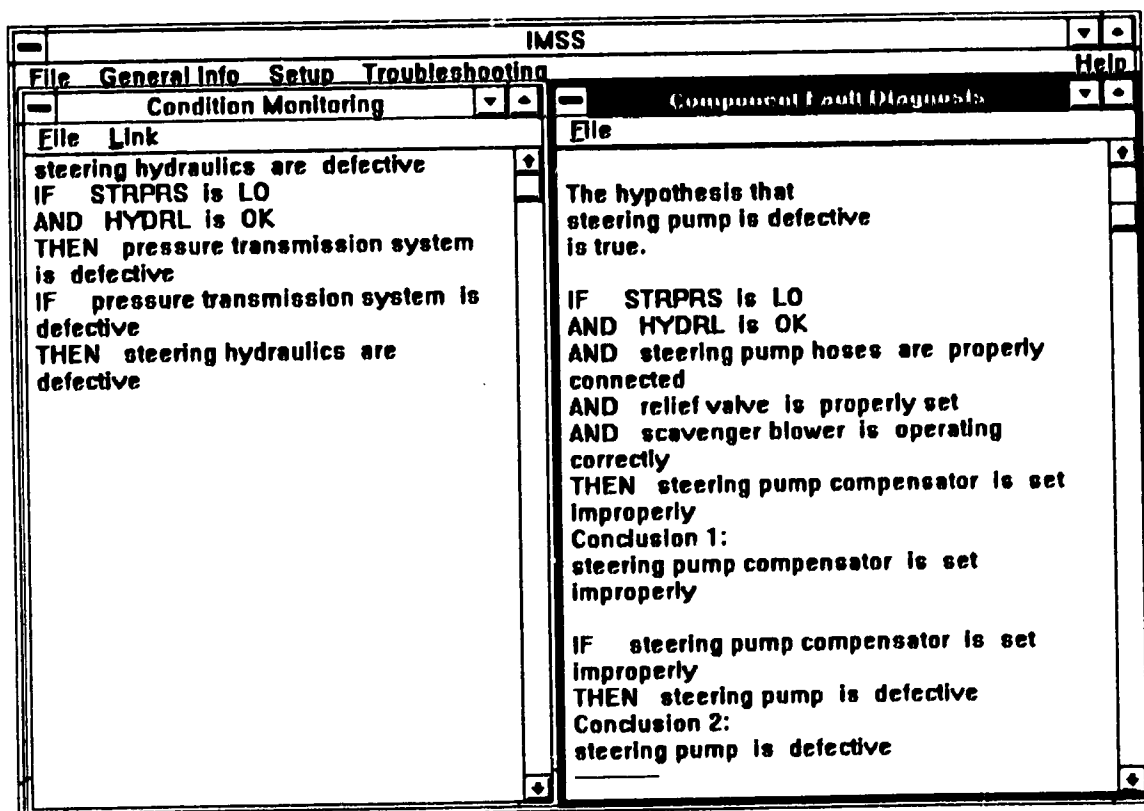 IMSS
File General Info Setup Troubleshooting Help
Condition Monitoring
File Link
steering hydraulics are defective
IF STRPRS is LO
AND HYDRL is OK
THEN pressure transmission system
is defective
IF pressure transmission system is
defective
THEN steering hydraulics are
defective
Component Fault Diagnosis
File
The hypothesis that
steering pump is defective
is true.
IF STRPRS is LO
AND HYDRL is OK
AND steering pump hoses are properly
connected
AND relief valve is properly set
AND scavenger blower is operating
correctly
THEN steering pump compensator is set
improperly
Conclusion 1:
steering pump compensator is set
improperly
IF steering pump compensator is set
improperly
THEN steering pump is defective
Conclusion 2:
steering pump is defective